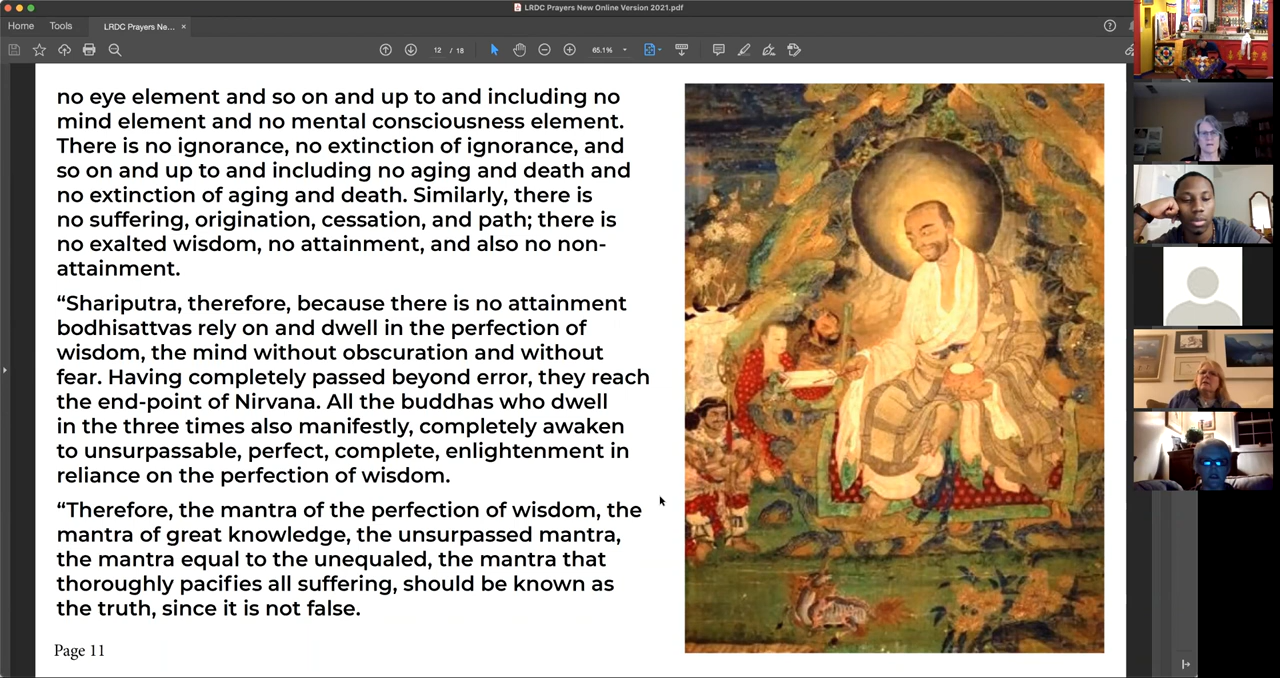 LRDC Prayers New Online Version 2021.pdf
Home Tools LRDC Prayers Ne... ×
12 / 18 65.1%
no eye element and so on and up to and including no
mind element and no mental consciousness element.
There is no ignorance, no extinction of ignorance, and
so on and up to and including no aging and death and
no extinction of aging and death. Similarly, there is
no suffering, origination, cessation, and path; there is
no exalted wisdom, no attainment, and also no non-
attainment.
“Shariputra, therefore, because there is no attainment
bodhisattvas rely on and dwell in the perfection of
wisdom, the mind without obscuration and without
fear. Having completely passed beyond error, they reach
the end-point of Nirvana. All the buddhas who dwell
in the three times also manifestly, completely awaken
to unsurpassable, perfect, complete, enlightenment in
reliance on the perfection of wisdom.
“Therefore, the mantra of the perfection of wisdom, the
mantra of great knowledge, the unsurpassed mantra,
the mantra equal to the unequaled, the mantra that
thoroughly pacifies all suffering, should be known as
the truth, since it is not false.
Page 11